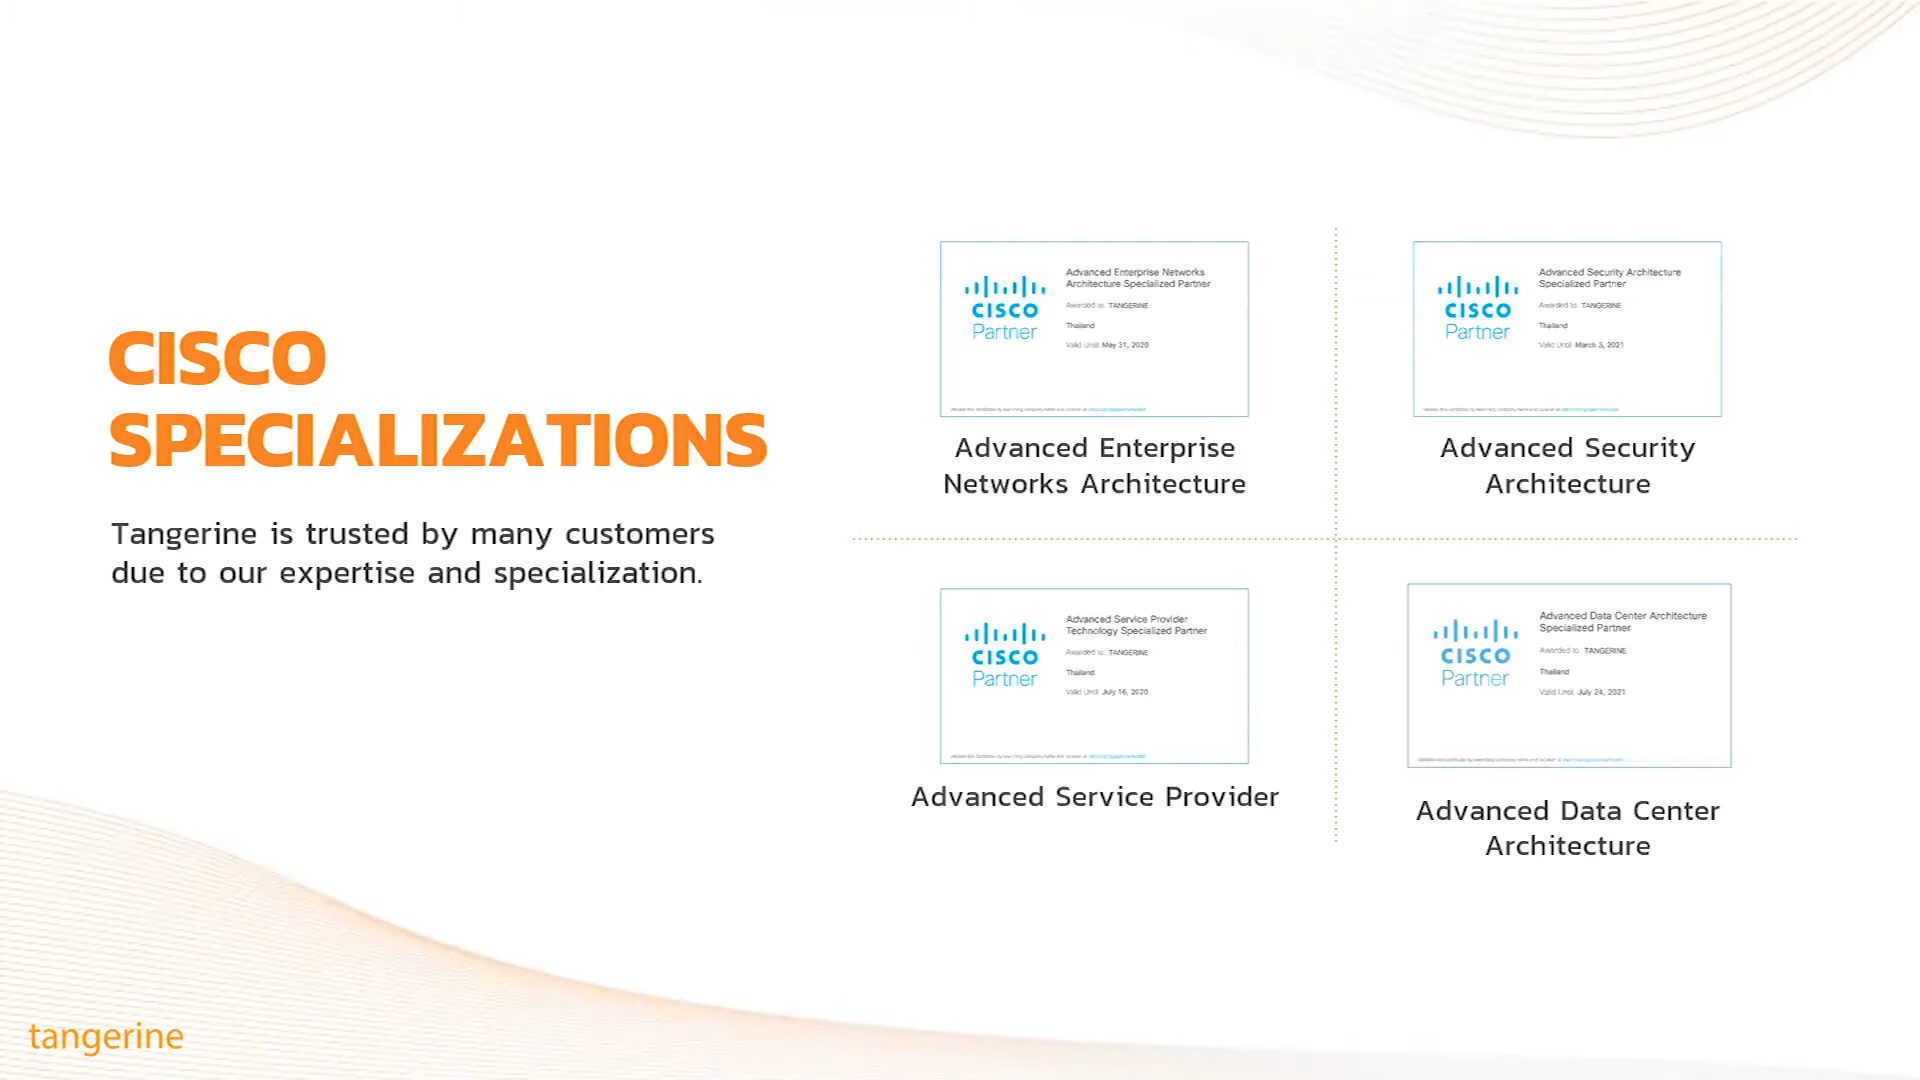 CISCO
SPECIALIZATIONS
Tangerine is trusted by many customers
due to our expertise and specialization.
CISCO
Partner
Advanced Enterprise Networks
Architecture Specialized Partner
Awarded to: TANGERINE
Thailand
Valid Until: May 31, 2020
Advanced Enterprise
Networks Architecture
CISCO
Partner
Advanced Security Architecture
Specialized Partner
Awarded to: TANGERINE
Thailand
Valid Until: March 3, 2021
Advanced Security
Architecture
CISCO
Partner
Advanced Service Provider
Technology Specialized Partner
Awarded to: TANGERINE
Thailand
Valid Until: July 16, 2020
Advanced Service Provider
CISCO
Partner
Advanced Data Center Architecture
Specialized Partner
Awarded to: TANGERINE
Thailand
Valid Until: July 24, 2021
Advanced Data Center
Architecture
tangerine